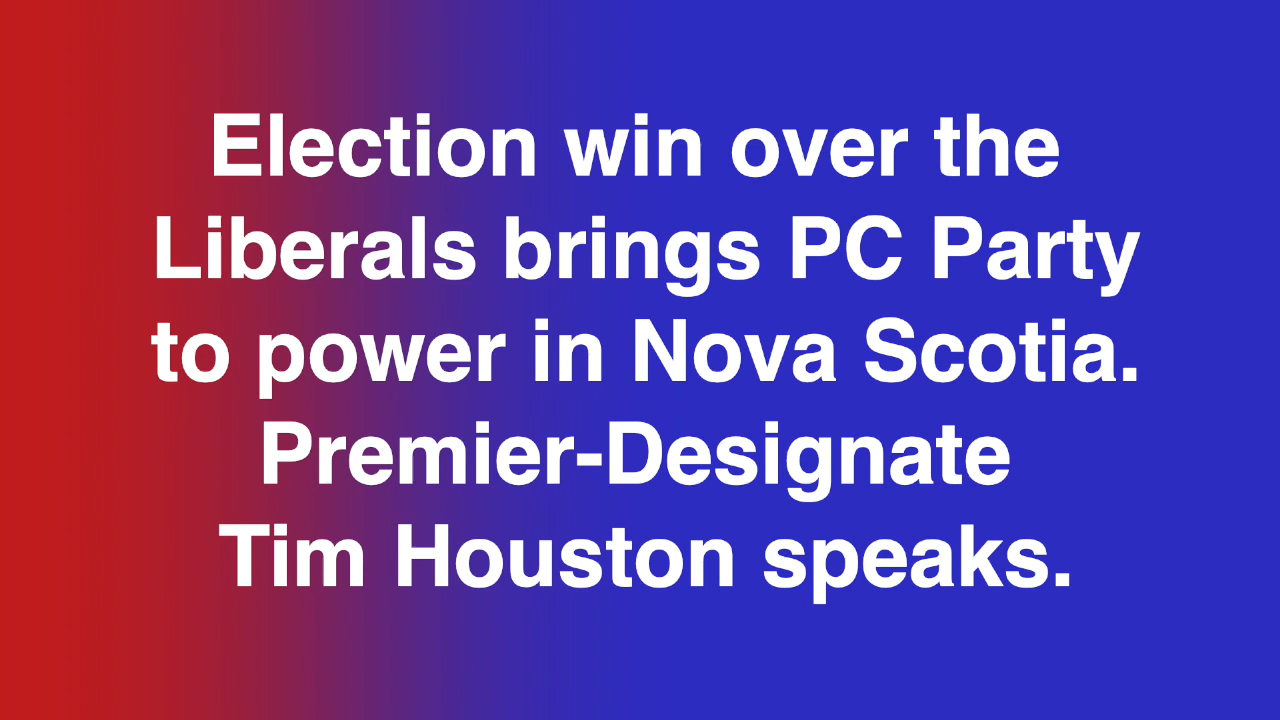 Election win over the
Liberals brings PC Party
to power in Nova Scotia.
Premier-Designate
Tim Houston speaks.